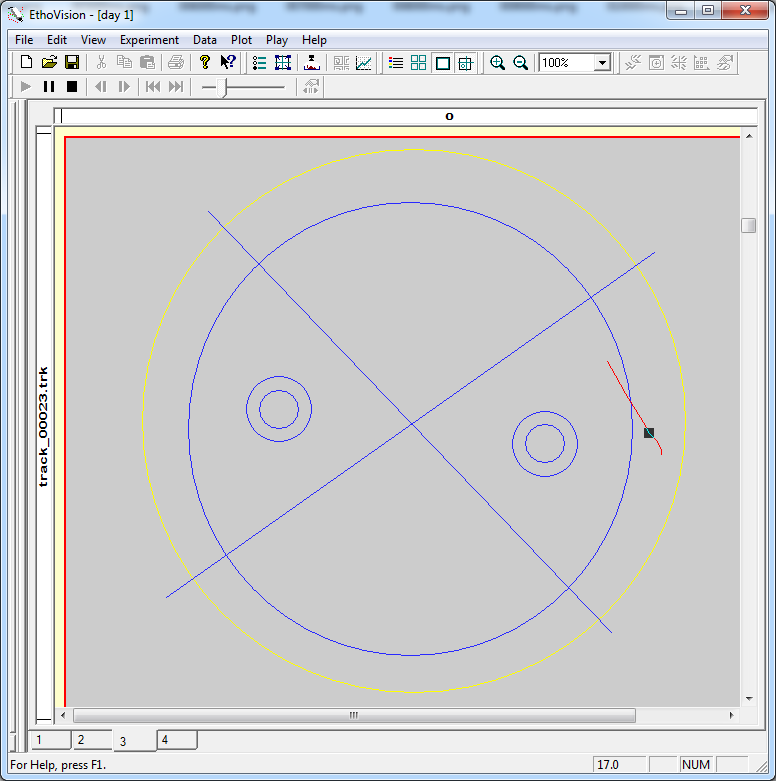 EthoVision - [day 1]
File Edit View Experiment Data Plot Play Help
100%
o
track_00023.trk
1 2 3 4
For Help, press F1. 17.0 NUM